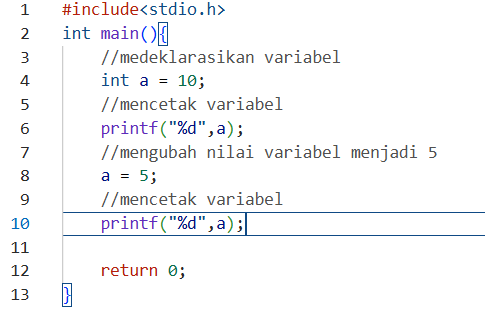 1 #include<stdio.h>
2 int main(){
3     //medeklarasikan variabel
4     int a = 10;
5     //mencetak variabel
6     printf("%d",a);
7     //mengubah nilai variabel menjadi 5
8     a = 5;
9     //mencetak variabel
10     printf("%d",a);
11
12     return 0;
13 }